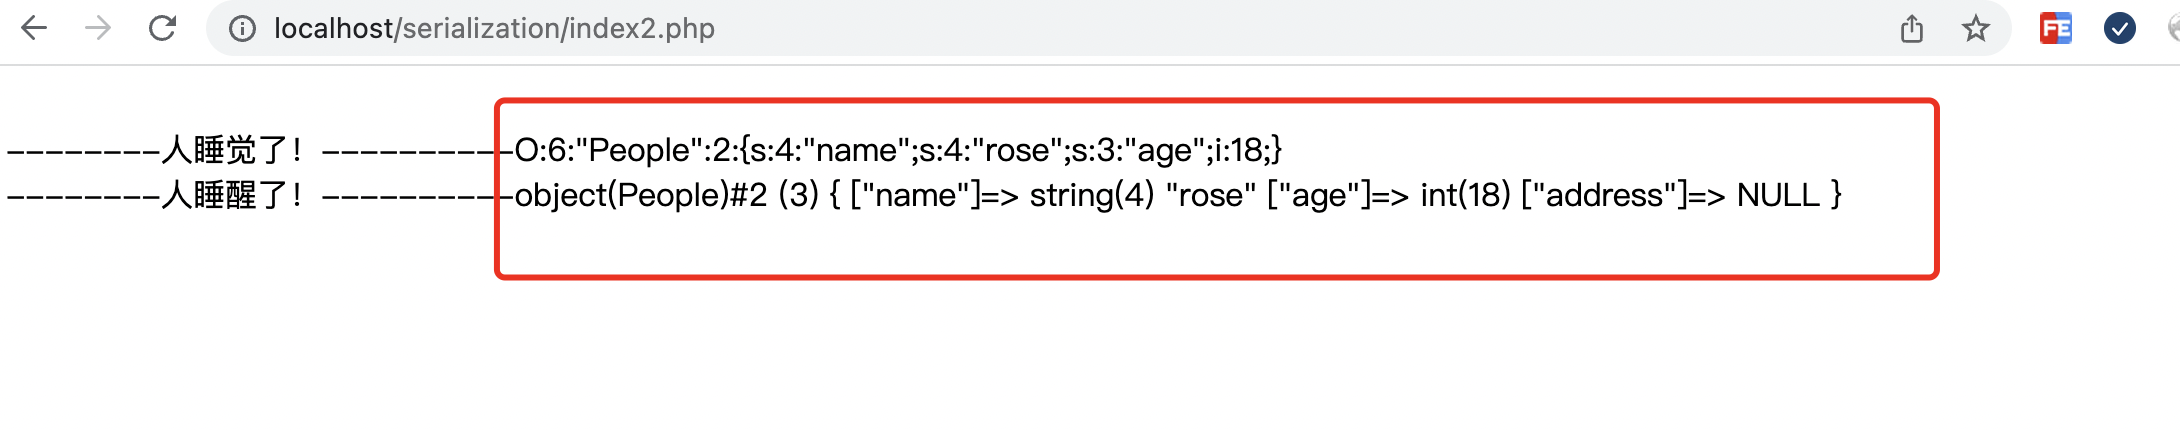 localhost/serialization/index2.php
FE
--------人睡觉了！----------O:6:"People":2:{s:4:"name";s:4:"rose";s:3:"age";i:18;}
--------人睡醒了！----------object(People)#2 (3) { ["name"]=> string(4) "rose" ["age"]=> int(18) ["address"]=> NULL }